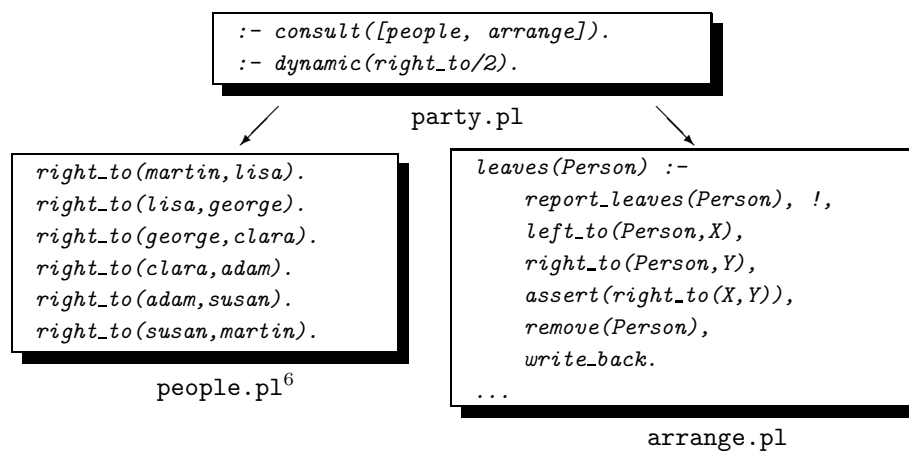 :- consult([people, arrange]).
:- dynamic(right_to/2).
party.pl
right_to(martin,lisa).
right_to(lisa,george).
right_to(george,clara).
right_to(clara,adam).
right_to(adam,susan).
right_to(susan,martin).
people.pl⁶
leaves(Person) :-
report_leaves(Person), !,
left_to(Person,X),
right_to(Person,Y),
assert(right_to(X,Y)),
remove(Person),
write_back.
...
arrange.pl